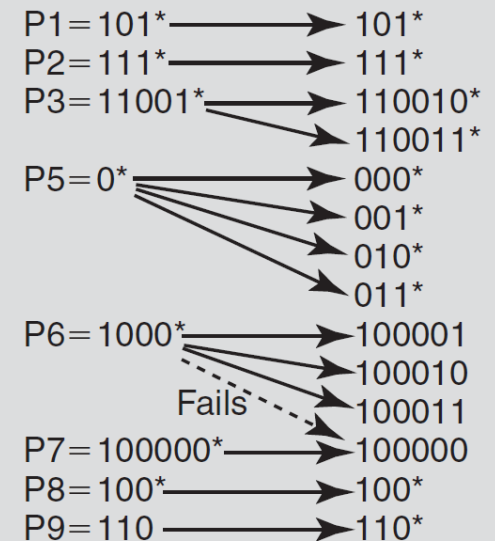 P1=101* 101*
P2=111* 111*
P3=11001* 110010*
110011*
P5=0* 000*
001*
010*
011*
P6=1000* 100001
100010
Fails 100011
P7=100000* 100000
P8=100* 100*
P9=110 110*